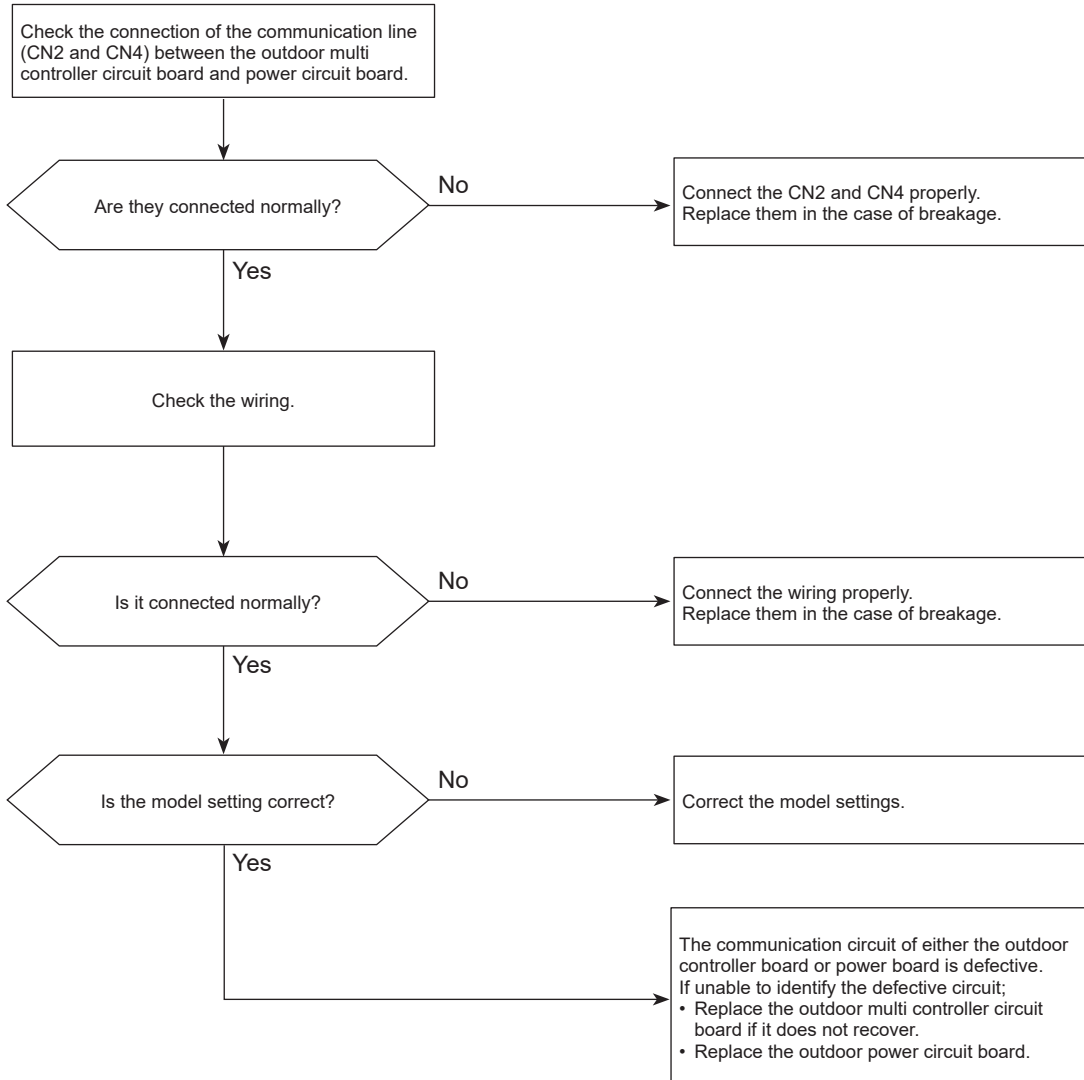 Check the connection of the communication line
(CN2 and CN4) between the outdoor multi
controller circuit board and power circuit board.
Are they connected normally?
No
Connect the CN2 and CN4 properly.
Replace them in the case of breakage.
Yes
Check the wiring.
Is it connected normally?
No
Connect the wiring properly.
Replace them in the case of breakage.
Yes
Is the model setting correct?
No
Correct the model settings.
Yes
The communication circuit of either the outdoor
controller board or power board is defective.
If unable to identify the defective circuit;
• Replace the outdoor multi controller circuit
board if it does not recover.
• Replace the outdoor power circuit board.